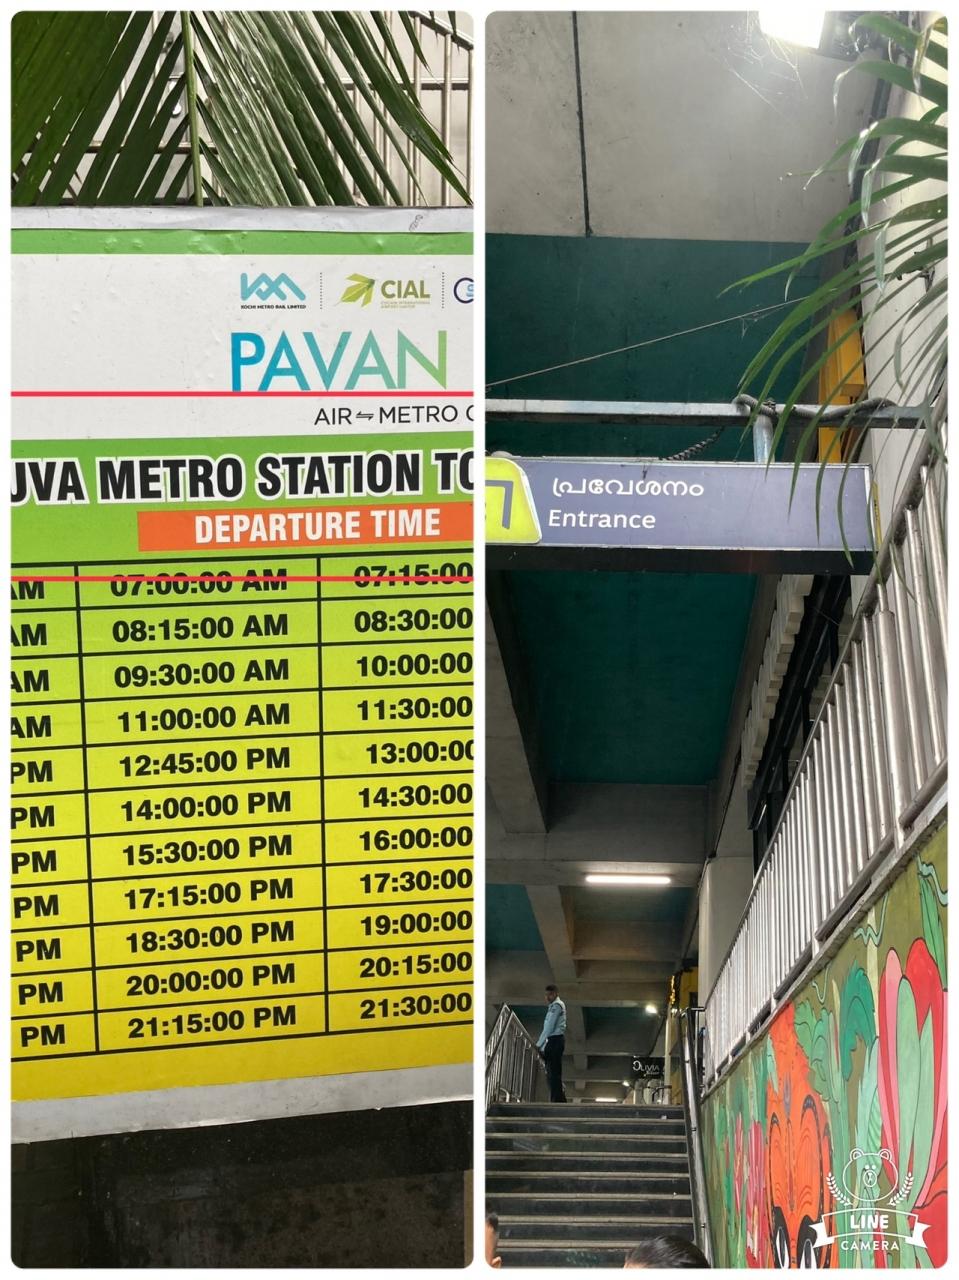 KOCHI METRO RAIL LIMITED
CIAL
COCHIN INTERNATIONAL
AIRPORT LIMITED
PAVAN
AIR⇋METRO
UVA METRO STATION TO
DEPARTURE TIME
AM 07:00:00 AM 07:15:00
AM 08:15:00 AM 08:30:00
AM 09:30:00 AM 10:00:00
AM 11:00:00 AM 11:30:00
PM 12:45:00 PM 13:00:00
PM 14:00:00 PM 14:30:00
PM 15:30:00 PM 16:00:00
PM 17:15:00 PM 17:30:00
PM 18:30:00 PM 19:00:00
PM 20:00:00 PM 20:15:00
PM 21:15:00 PM 21:30:00
പ്രവേശനം
Entrance
LINE
CAMERA